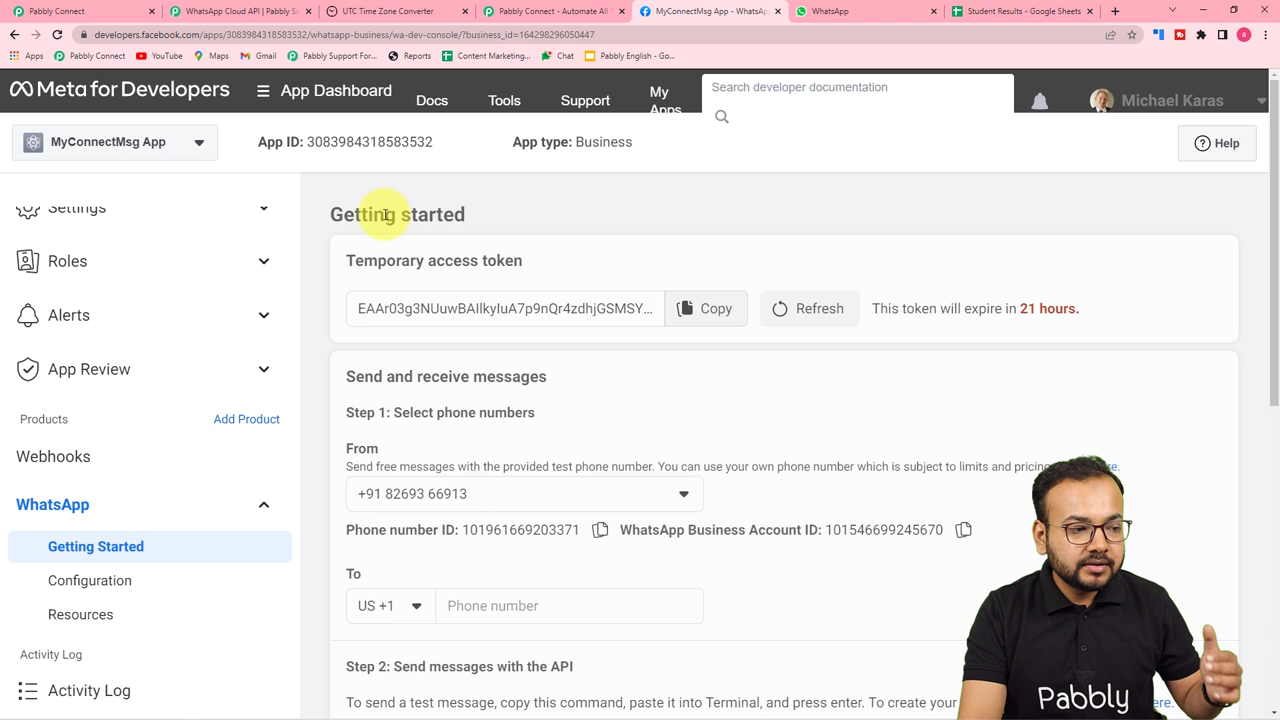 Pabbly Connect
WhatsApp Cloud API | Pabbly Su
UTC Time Zone Converter
Pabbly Connect - Automate All Y
MyConnectMsg App - WhatsA
WhatsApp
Student Results - Google Sheets
developers.facebook.com/apps/3083984318583532/whatsapp-business/wa-dev-console/?business_id=164298296050447
Apps
Pabbly Connect
YouTube
Maps
Gmail
Pabbly Support For...
Reports
Content Marketing...
Chat
Pabbly English - Go...
Meta for Developers
App Dashboard
Docs
Tools
Support
My Apps
Search developer documentation
Michael Karas
MyConnectMsg App
App ID: 3083984318583532
App type: Business
Help
Settings
Roles
Alerts
App Review
Products
Add Product
Webhooks
WhatsApp
Getting Started
Configuration
Resources
Activity Log
Activity Log
Getting started
Temporary access token
EAAr03g3NUuwBAIlkyIuA7p9nQr4zdhjGSMSY...
Copy
Refresh
This token will expire in 21 hours.
Send and receive messages
Step 1: Select phone numbers
From
Send free messages with the provided test phone number. You can use your own phone number which is subject to limits and pricing
+91 82693 66913
Phone number ID: 101961669203371
WhatsApp Business Account ID: 101546699245670
To
US +1
Phone number
Step 2: Send messages with the API
To send a test message, copy this command, paste it into Terminal, and press enter. To create your
Pabbly